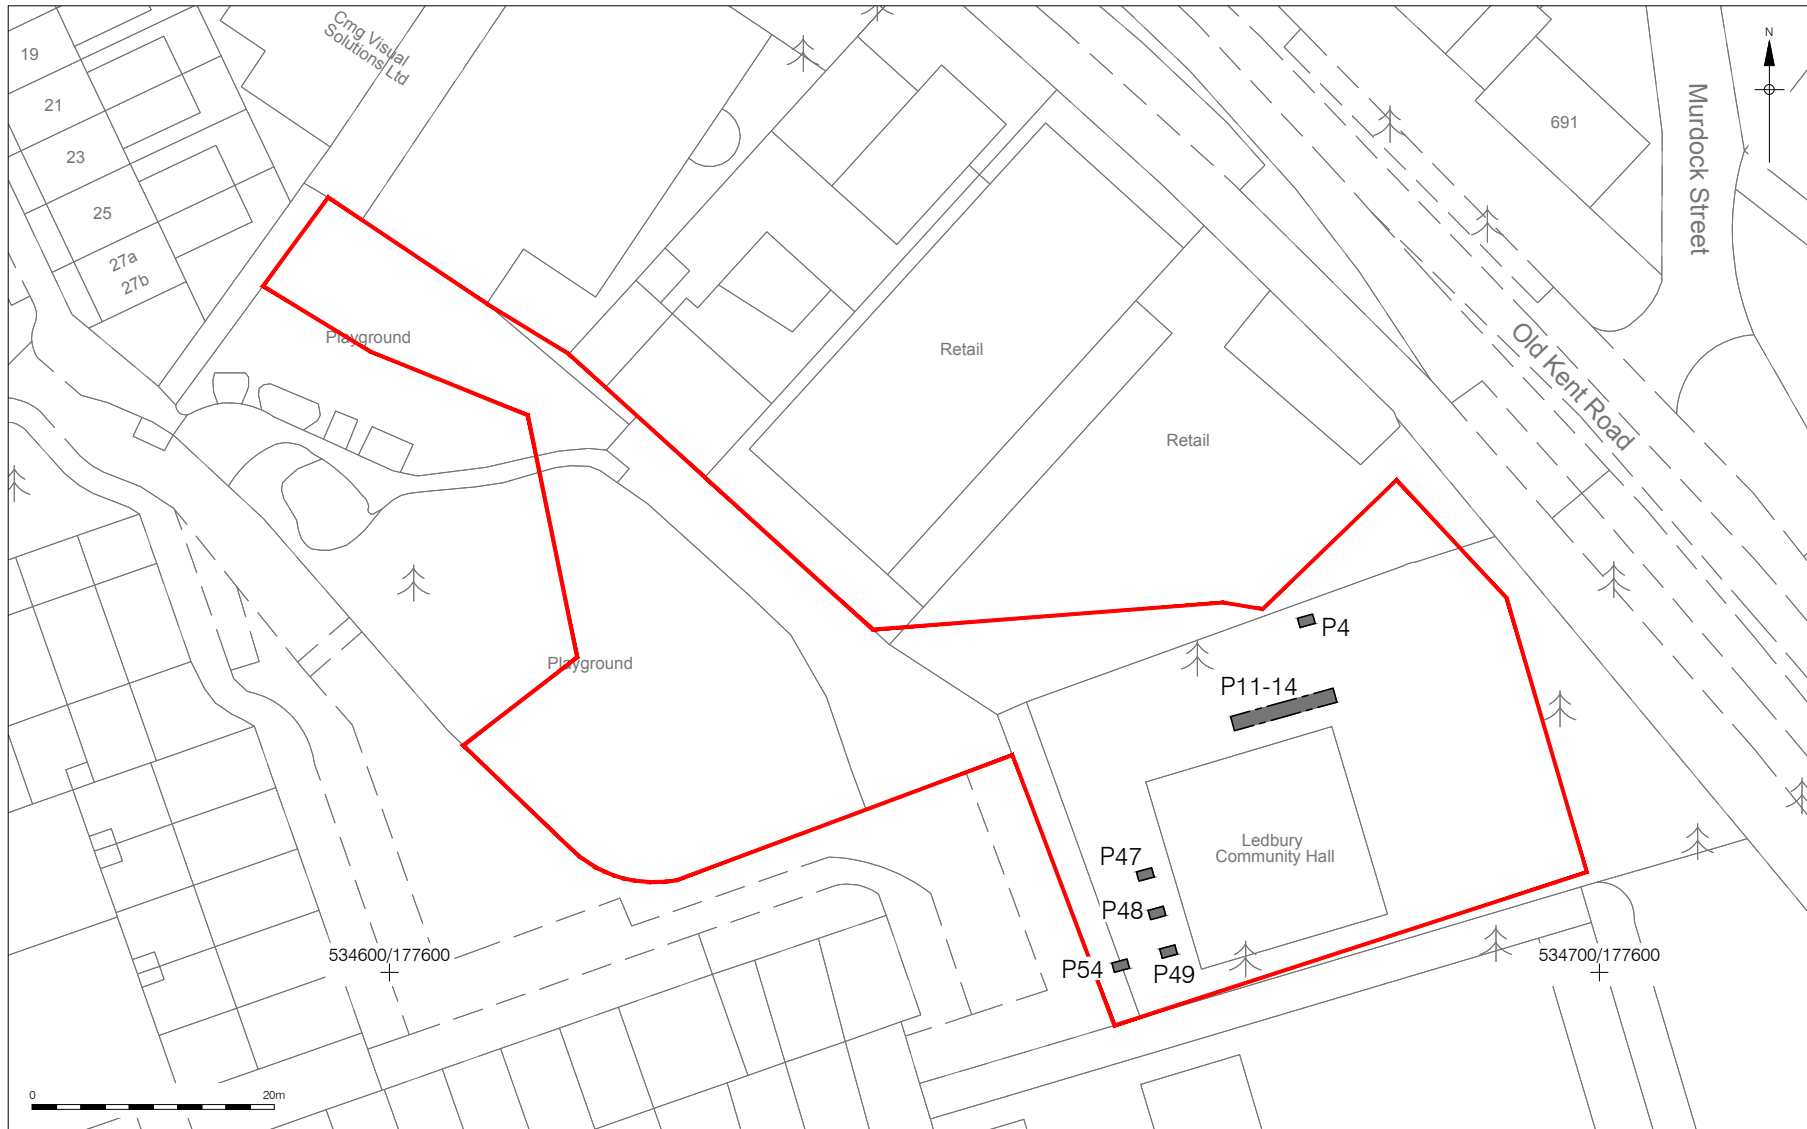 19
21
23
25
27a
27b
Cmg Visual
Solutions Ltd
N
691
Murdock Street
Old Kent Road
Playground
Retail
Retail
Playground
P4
P11-14
Ledbury
Community Hall
P47
P48
P54
P49
534600/177600
534700/177600
0 20m